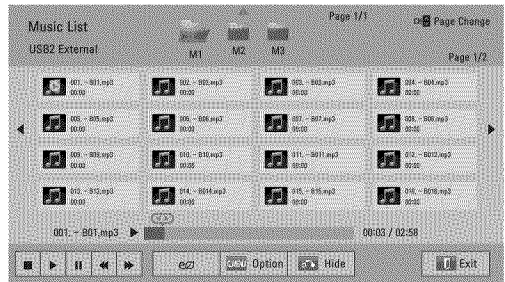 Music List
Page 1/1
Page Change
USB2 External
M1
M2
M3
Page 1/2
001. - B01.mp3
00:00
002. - B02.mp3
00:00
003. - B03.mp3
00:00
004. - B04.mp3
00:00
005. - B05.mp3
00:00
006. - B06.mp3
00:00
007. - B07.mp3
00:00
008. - B08.mp3
00:00
009. - B09.mp3
00:00
010. - B10.mp3
00:00
011. - B011.mp3
00:00
012. - B012.mp3
00:00
013. - B13.mp3
00:00
014. - B014.mp3
00:00
015. - B15.mp3
00:00
016. - B016.mp3
00:00
001. - B01.mp3
00:03 / 02:58
Option
Hide
Exit